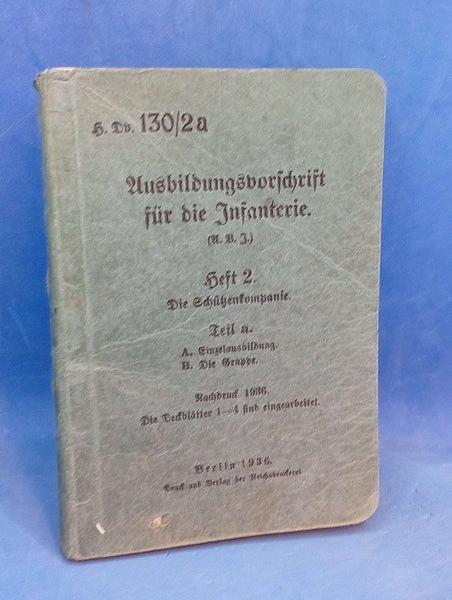 H. Dv. 130/2a
Ausbildungsvorschrift
für die Infanterie.
(A. V. I.)
Heft 2.
Die Schützenkompanie.
Teil a.
A. Einzelausbildung.
B. Die Gruppe.
Nachdruck 1936.
Die Deckblätter 1—4 sind eingearbeitet.
Berlin 1936.
Druck und Verlag der Reichsdruckerei